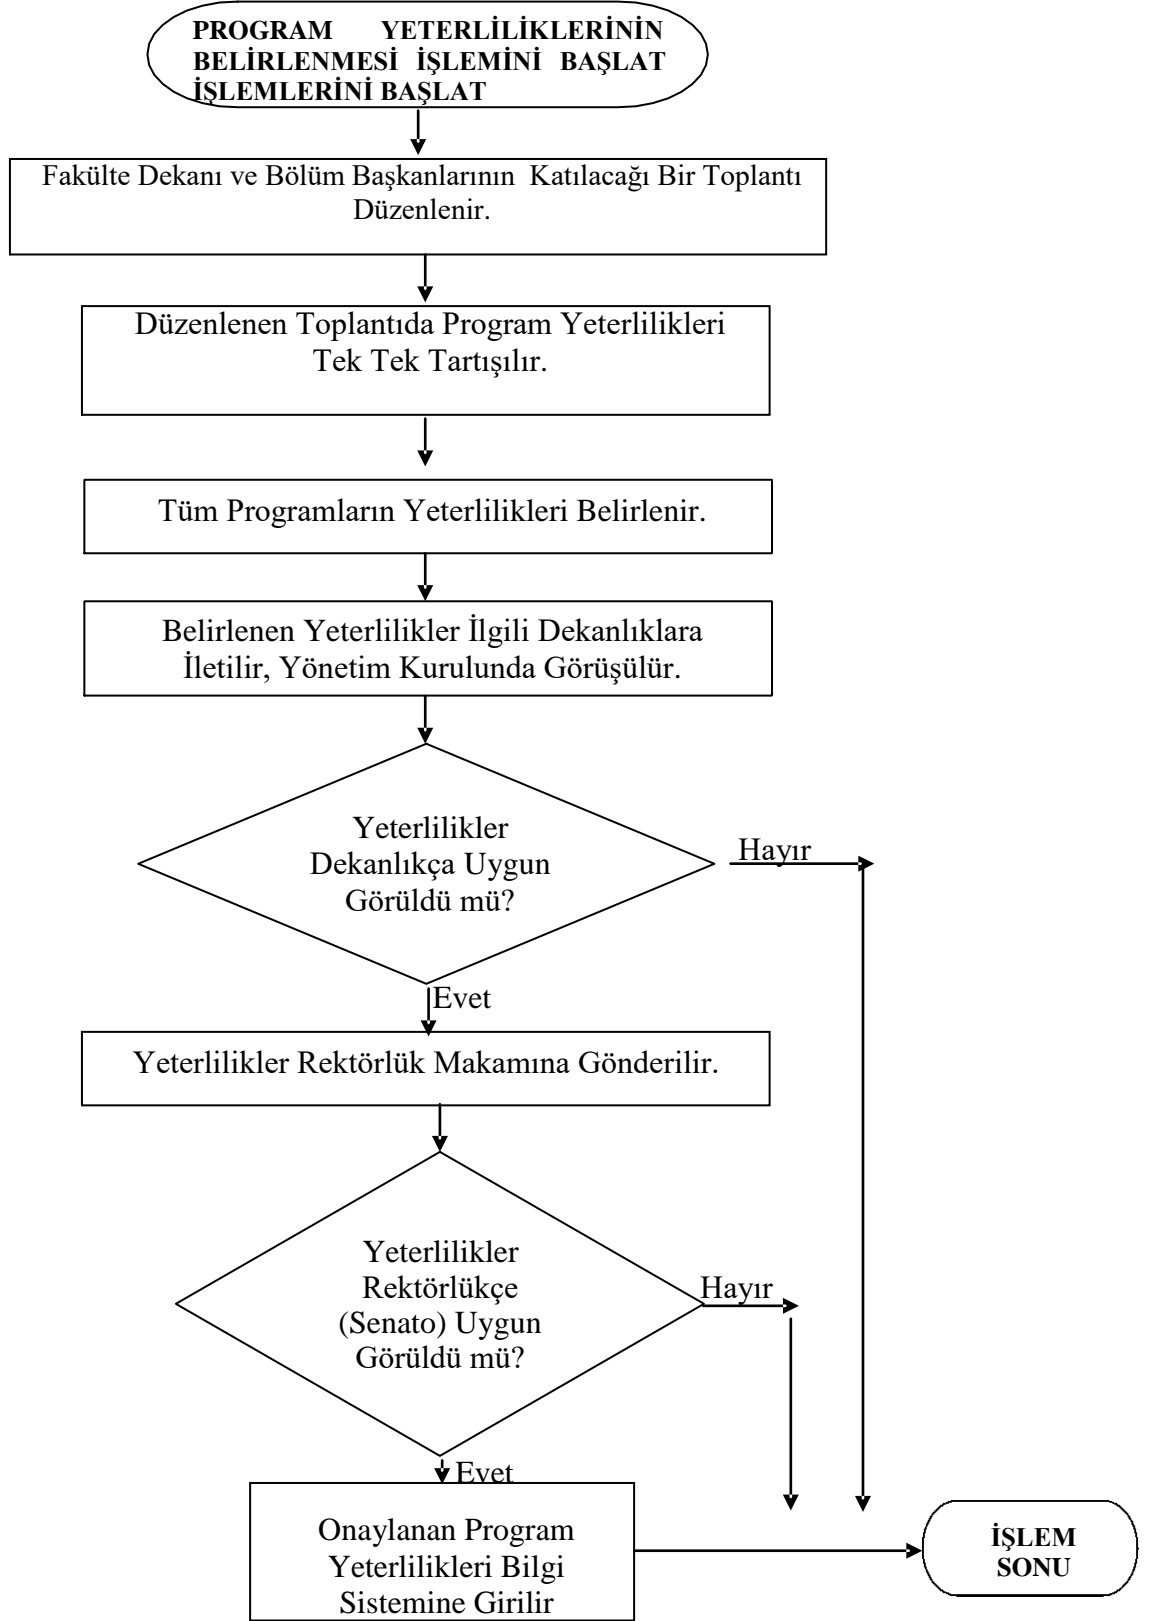 PROGRAM YETERLİLİKLERİNİN
BELİRLENMESİ İŞLEMİNİ BAŞLAT
İŞLEMLERİNİ BAŞLAT
Fakülte Dekanı ve Bölüm Başkanlarının Katılacağı Bir Toplantı
Düzenlenir.
Düzenlenen Toplantıda Program Yeterlilikleri
Tek Tek Tartışılır.
Tüm Programların Yeterlilikleri Belirlenir.
Belirlenen Yeterlilikler İlgili Dekanlıklara
İletilir, Yönetim Kurulunda Görüşülür.
Yeterlilikler
Dekanlıkça Uygun
Görüldü mü?
Hayır
Evet
Yeterlilikler Rektörlük Makamına Gönderilir.
Yeterlilikler
Rektörlükçe
(Senato) Uygun
Görüldü mü?
Hayır
Evet
Onaylanan Program
Yeterlilikleri Bilgi
Sistemine Girilir
İŞLEM
SONU